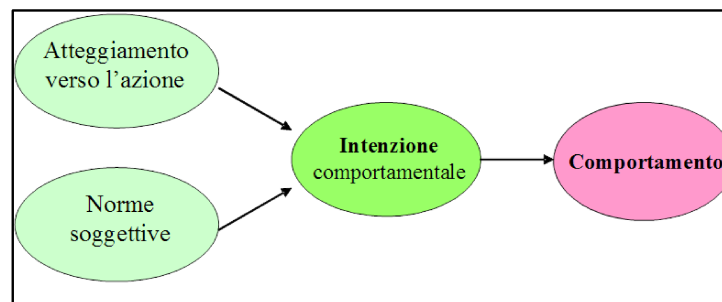 Atteggiamento
verso l'azione
Norme
soggettive
Intenzione
comportamentale
Comportamento